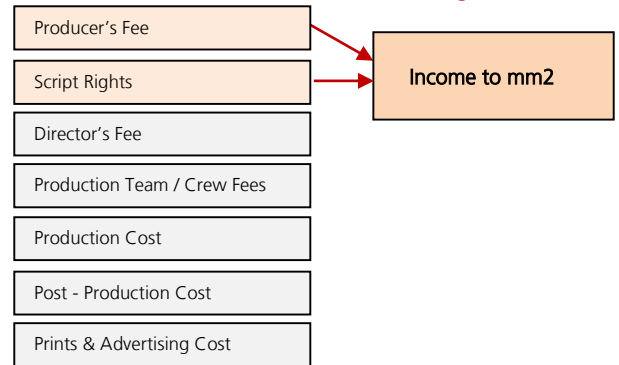 Producer's Fee
Script Rights
Income to mm2
Director's Fee
Production Team / Crew Fees
Production Cost
Post - Production Cost
Prints & Advertising Cost